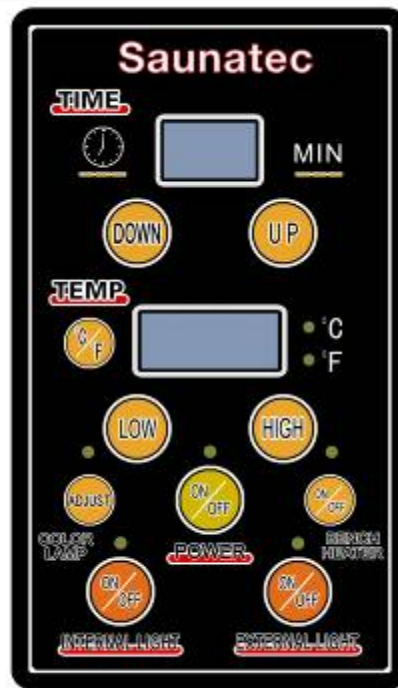 Saunatec
TIME
MIN
DOWN UP
TEMP
C/F °C
°F
LOW HIGH
ADJUST ON/OFF ON/OFF
COLOR LAMP POWER BENCH HEATER
ON/OFF ON/OFF
INTERNAL LIGHT EXTERNAL LIGHT